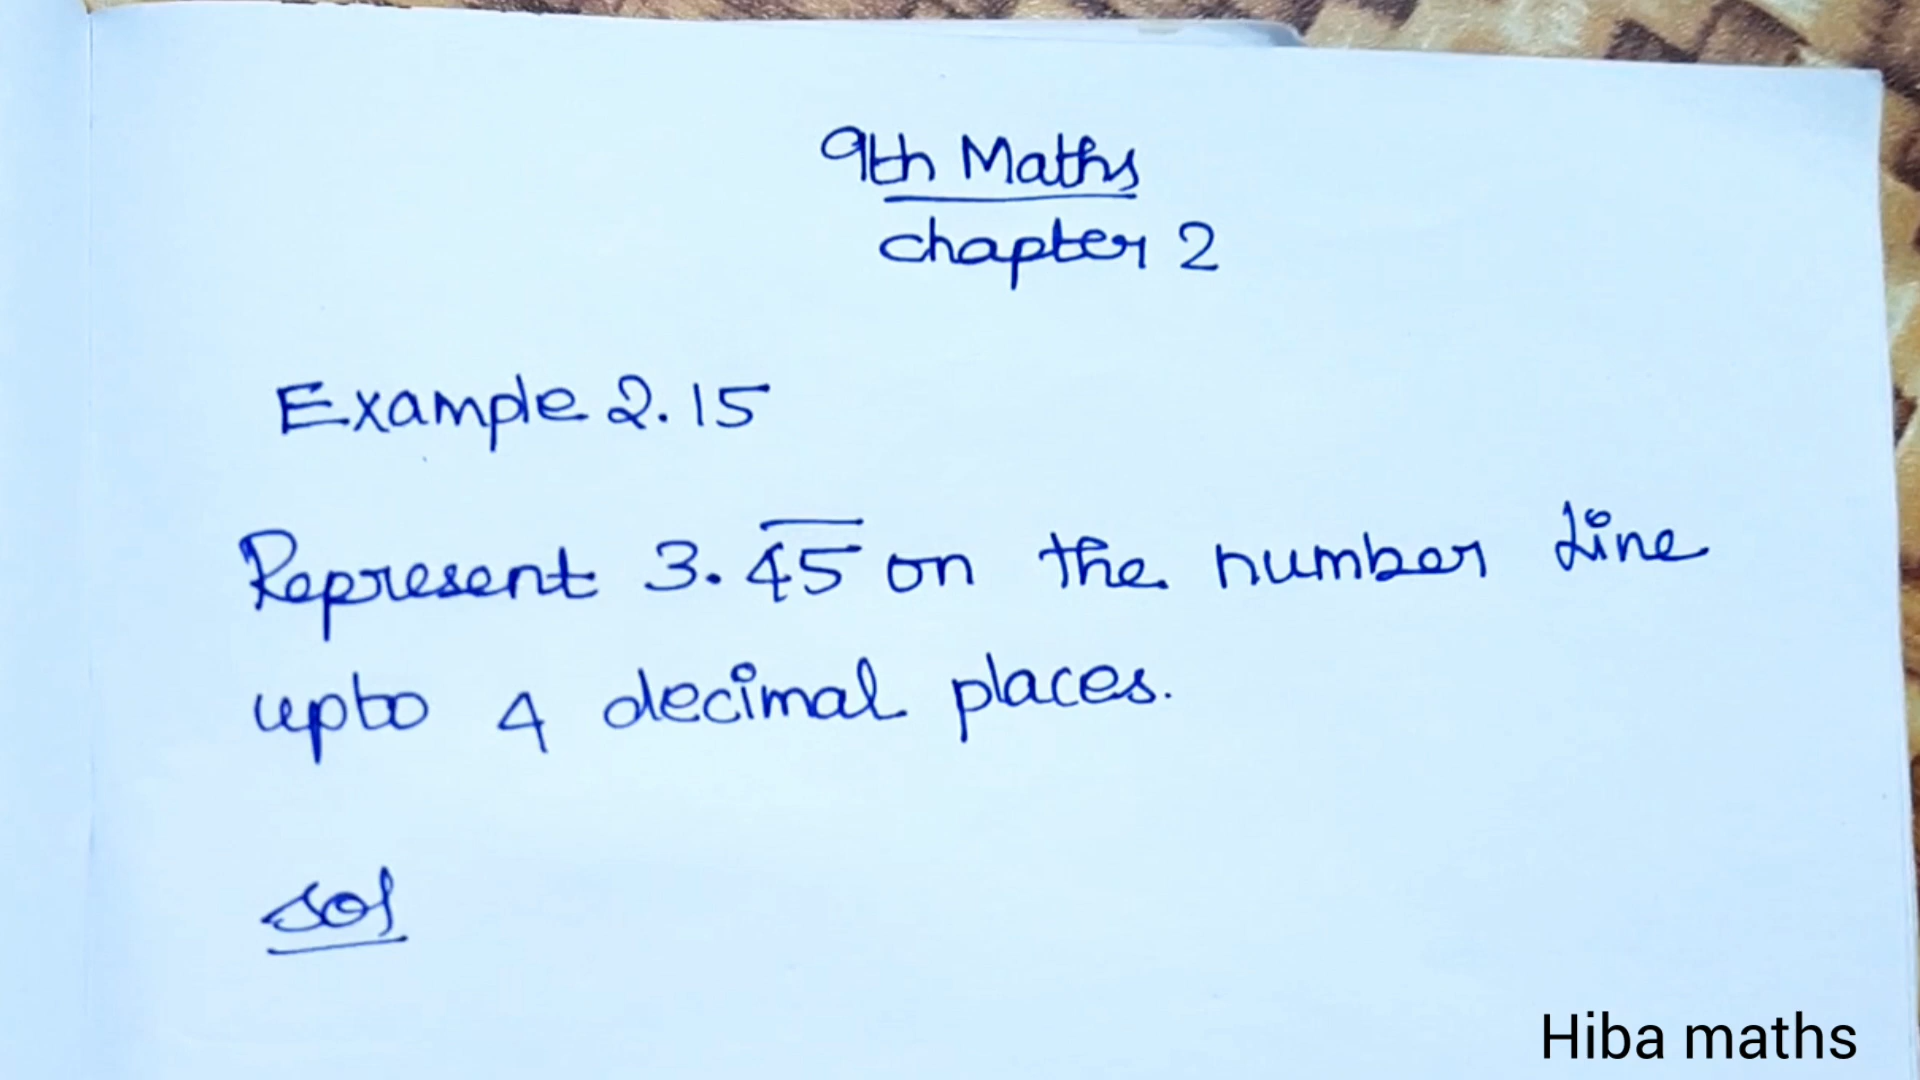 9th Maths
chapter 2
Example 2.15
Represent 3.4̅5̅ on the number line
upto 4 decimal places.
sol
Hiba maths